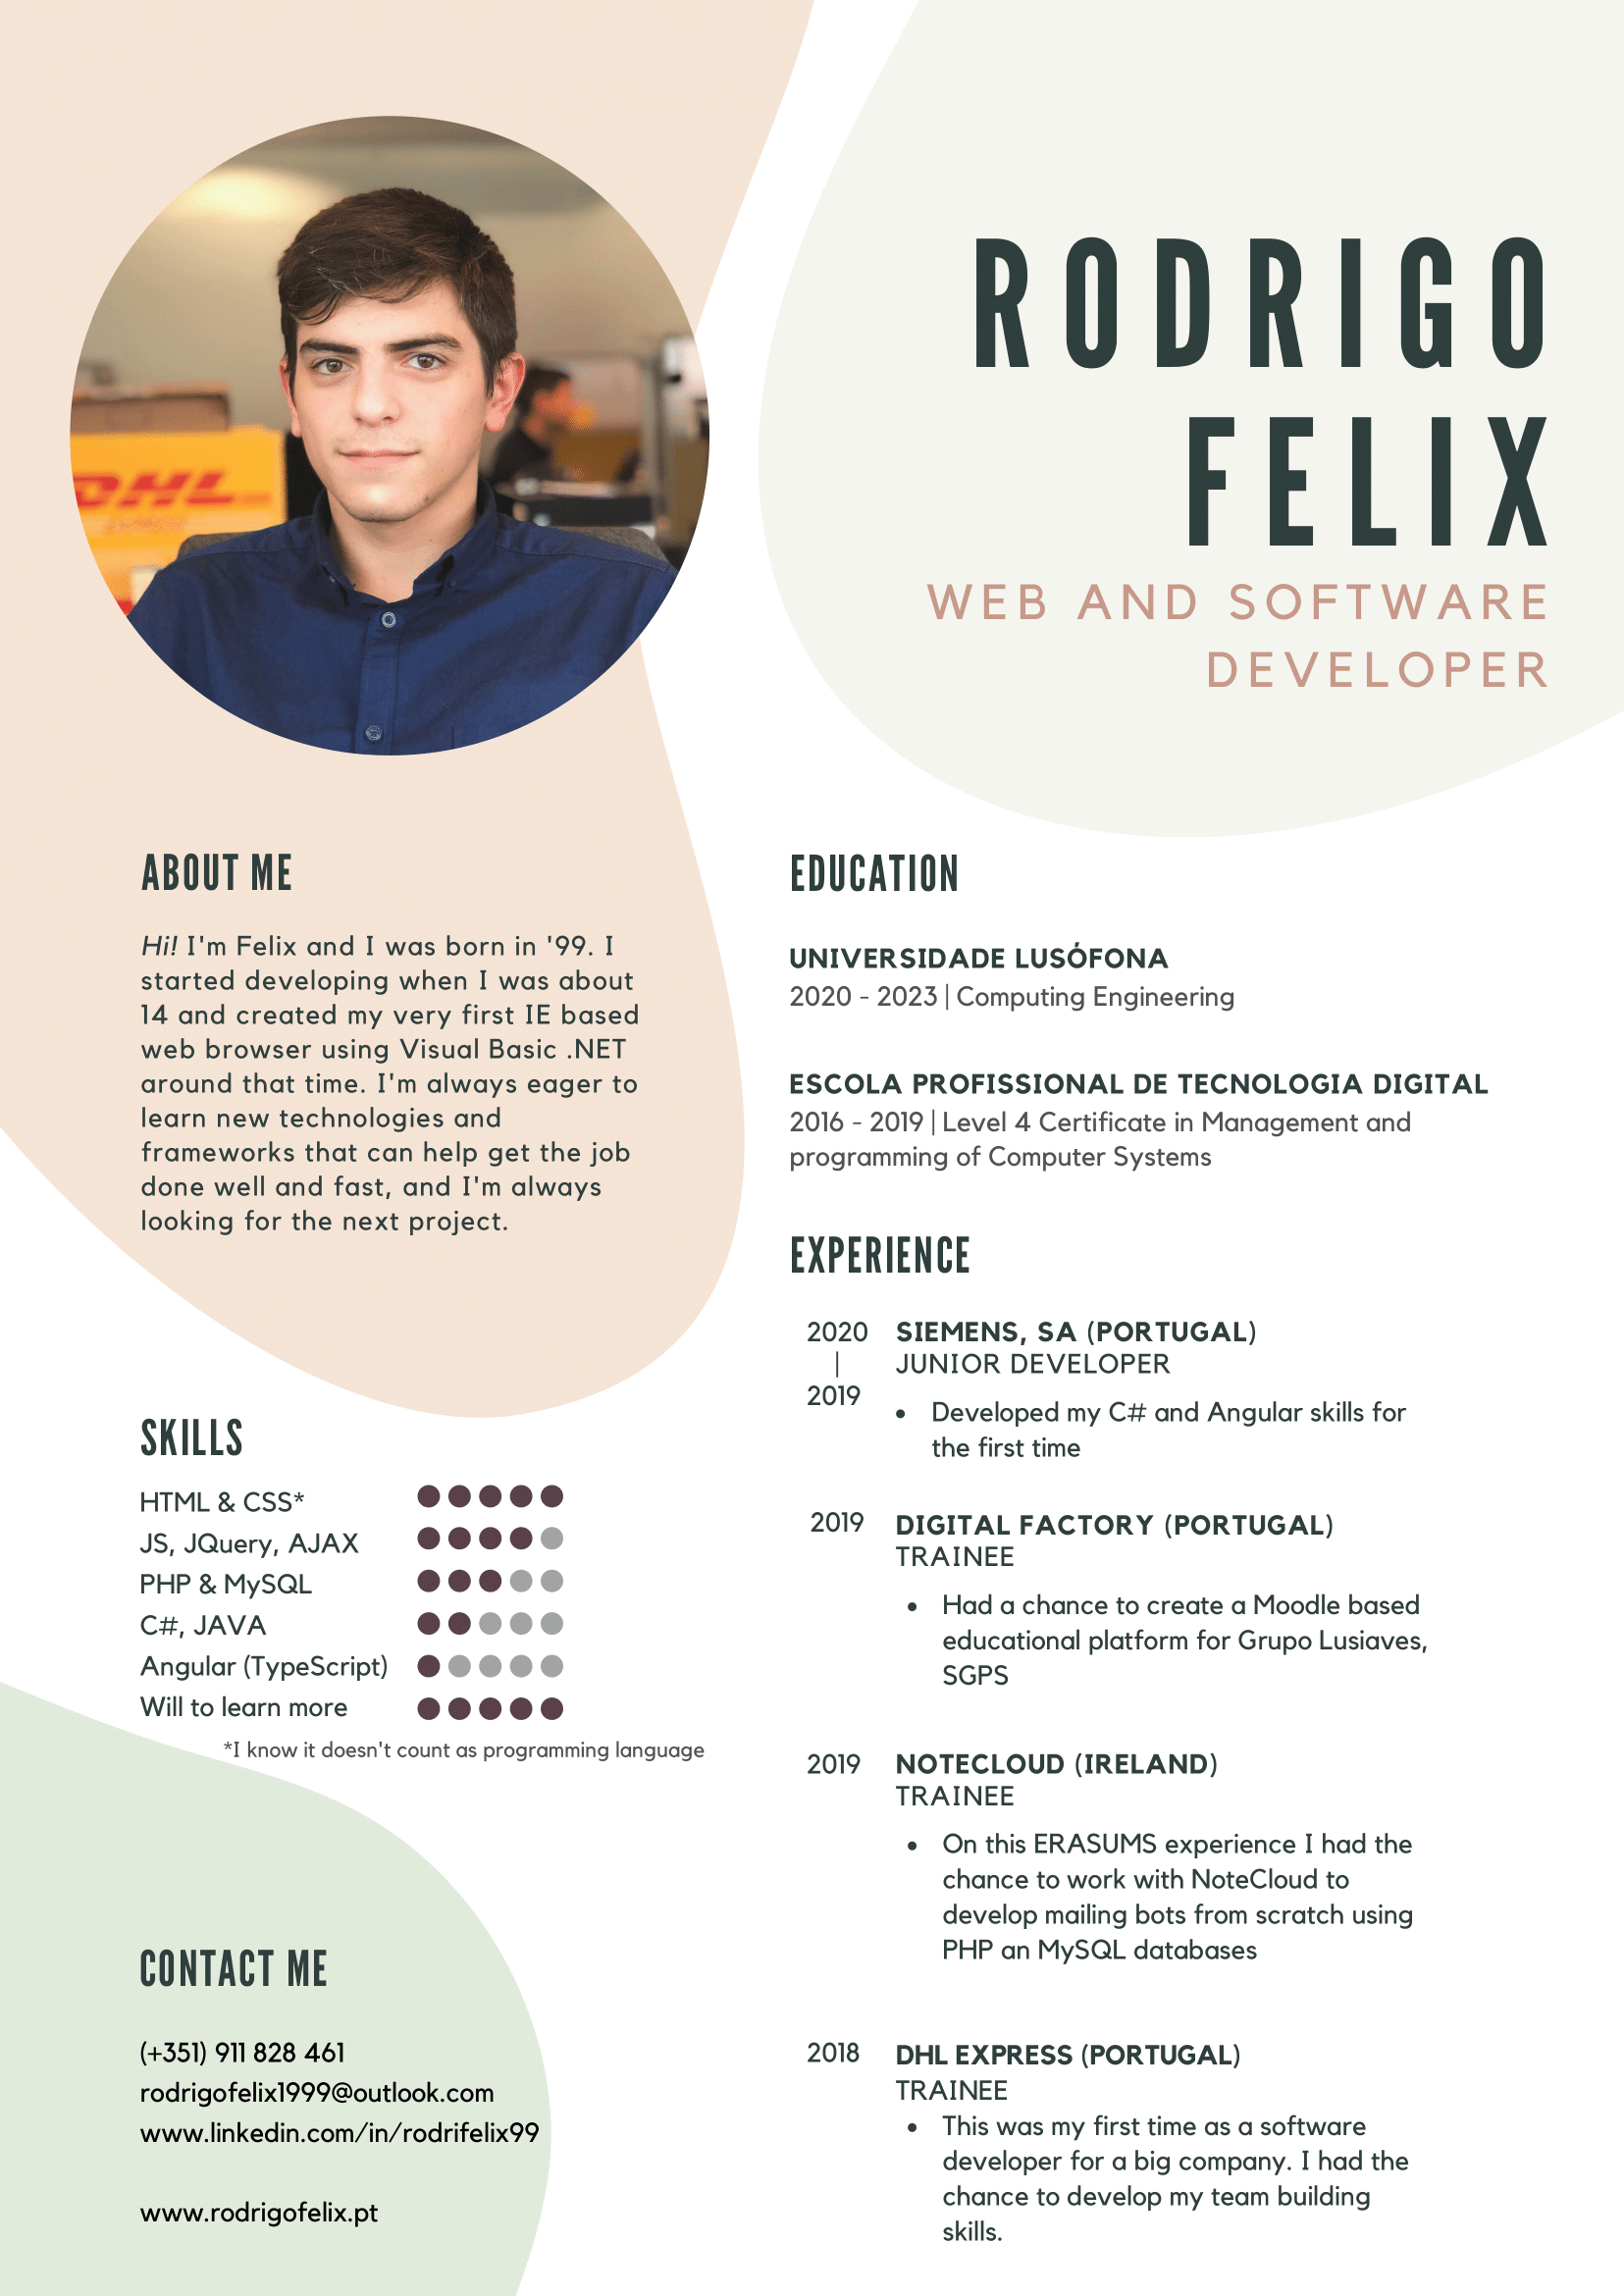 DHL
RODRIGO
FELIX
WEB AND SOFTWARE
DEVELOPER
ABOUT ME
Hi! I'm Felix and I was born in '99. I
started developing when I was about
14 and created my very first IE based
web browser using Visual Basic .NET
around that time. I'm always eager to
learn new technologies and
frameworks that can help get the job
done well and fast, and I'm always
looking for the next project.
SKILLS
HTML & CSS*
JS, JQuery, AJAX
PHP & MySQL
C#, JAVA
Angular (TypeScript)
Will to learn more
*I know it doesn't count as programming language
CONTACT ME
(+351) 911 828 461
rodrigofelix1999@outlook.com
www.linkedin.com/in/rodrifelix99
www.rodrigofelix.pt
EDUCATION
UNIVERSIDADE LUSÓFONA
2020 - 2023 | Computing Engineering
ESCOLA PROFISSIONAL DE TECNOLOGIA DIGITAL
2016 - 2019 | Level 4 Certificate in Management and
programming of Computer Systems
EXPERIENCE
2020 SIEMENS, SA (PORTUGAL)
| JUNIOR DEVELOPER
2019
• Developed my C# and Angular skills for
the first time
2019 DIGITAL FACTORY (PORTUGAL)
TRAINEE
• Had a chance to create a Moodle based
educational platform for Grupo Lusiaves,
SGPS
2019 NOTECLOUD (IRELAND)
TRAINEE
• On this ERASUMS experience I had the
chance to work with NoteCloud to
develop mailing bots from scratch using
PHP an MySQL databases
2018 DHL EXPRESS (PORTUGAL)
TRAINEE
• This was my first time as a software
developer for a big company. I had the
chance to develop my team building
skills.